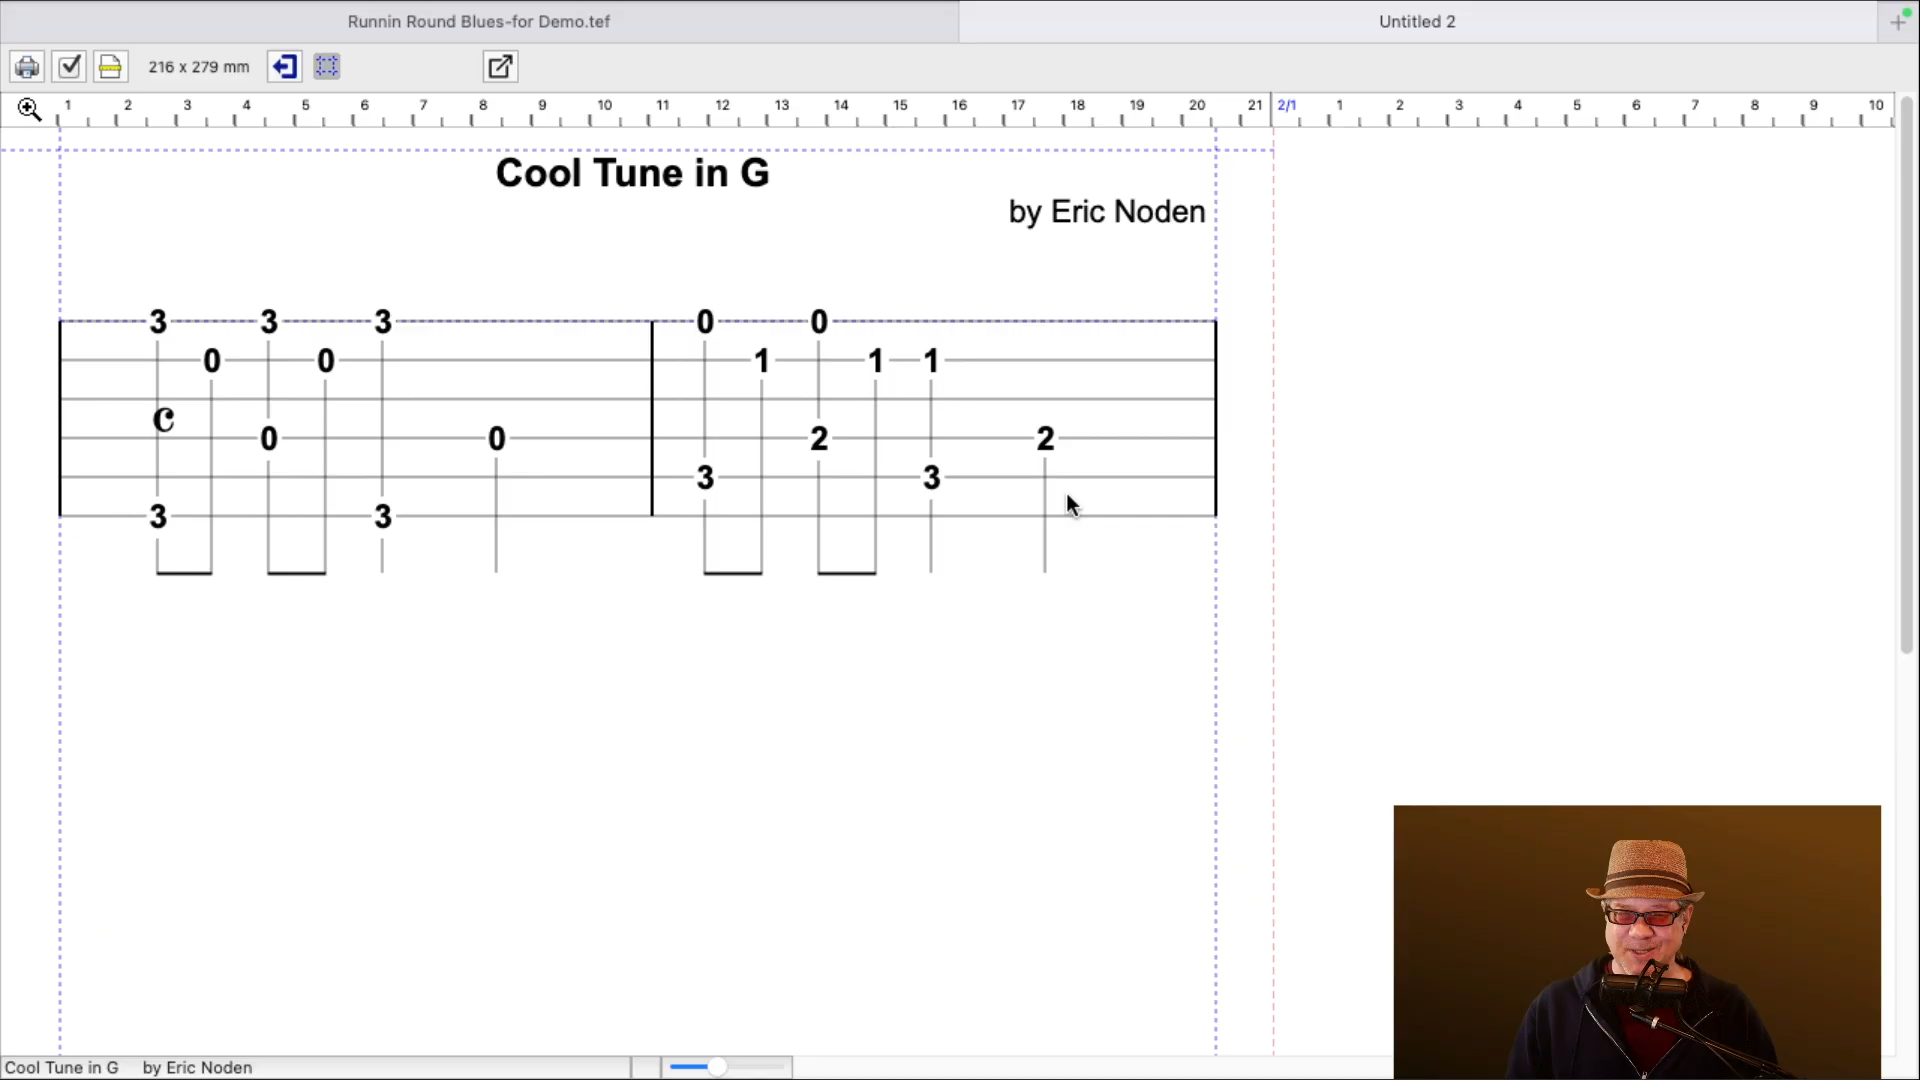 Runnin Round Blues-for Demo.tef Untitled 2
216 x 279 mm
1 2 3 4 5 6 7 8 9 10 11 12 13 14 15 16 17 18 19 20 21 2/1 1 2 3 4 5 6 7 8 9 10
Cool Tune in G
by Eric Noden
3 3 3 0 0
0 0 1 1 1
c
0 0 2 2
3 3
3 3
Cool Tune in G by Eric Noden